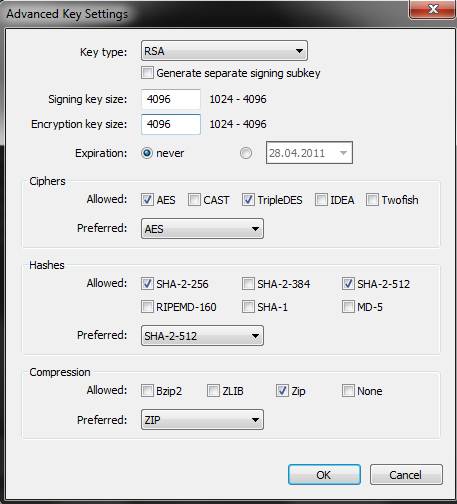 Advanced Key Settings
Key type: RSA
Generate separate signing subkey
Signing key size: 4096 1024 - 4096
Encryption key size: 4096 1024 - 4096
Expiration: never 28.04.2011
Ciphers
Allowed: AES CAST TripleDES IDEA Twofish
Preferred: AES
Hashes
Allowed: SHA-2-256 SHA-2-384 SHA-2-512
RIPEMD-160 SHA-1 MD-5
Preferred: SHA-2-512
Compression
Allowed: Bzip2 ZLIB Zip None
Preferred: ZIP
OK Cancel